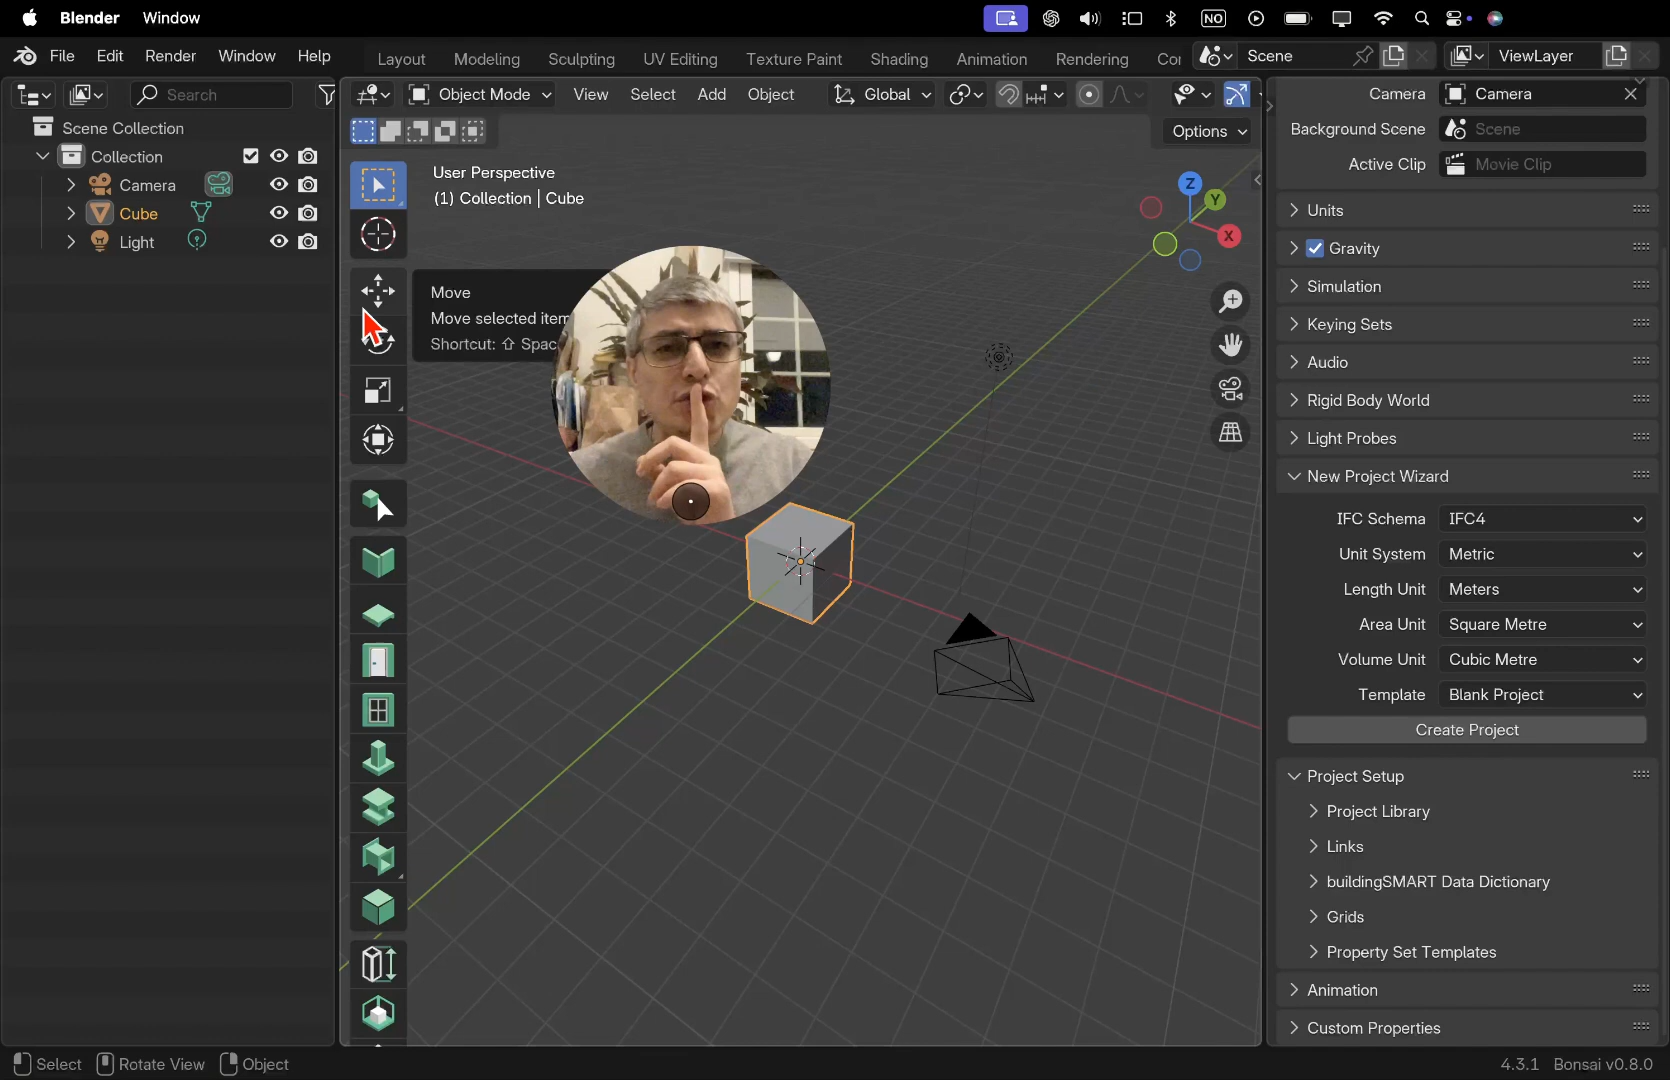 Blender Window
NO
File Edit Render Window Help
Layout Modeling Sculpting UV Editing Texture Paint Shading Animation Rendering Cor
Scene
ViewLayer
Search
Object Mode View Select Add Object Global
Options
Scene Collection
Collection
Camera
Cube
Light
User Perspective
(1) Collection | Cube
Z
Y
X
Move
Move selected item
Shortcut: ⇧ Spac
Camera Camera
Background Scene Scene
Active Clip Movie Clip
Units
Gravity
Simulation
Keying Sets
Audio
Rigid Body World
Light Probes
New Project Wizard
IFC Schema IFC4
Unit System Metric
Length Unit Meters
Area Unit Square Metre
Volume Unit Cubic Metre
Template Blank Project
Create Project
Project Setup
Project Library
Links
buildingSMART Data Dictionary
Grids
Property Set Templates
Animation
Custom Properties
Select Rotate View Object
4.3.1 Bonsai v0.8.0